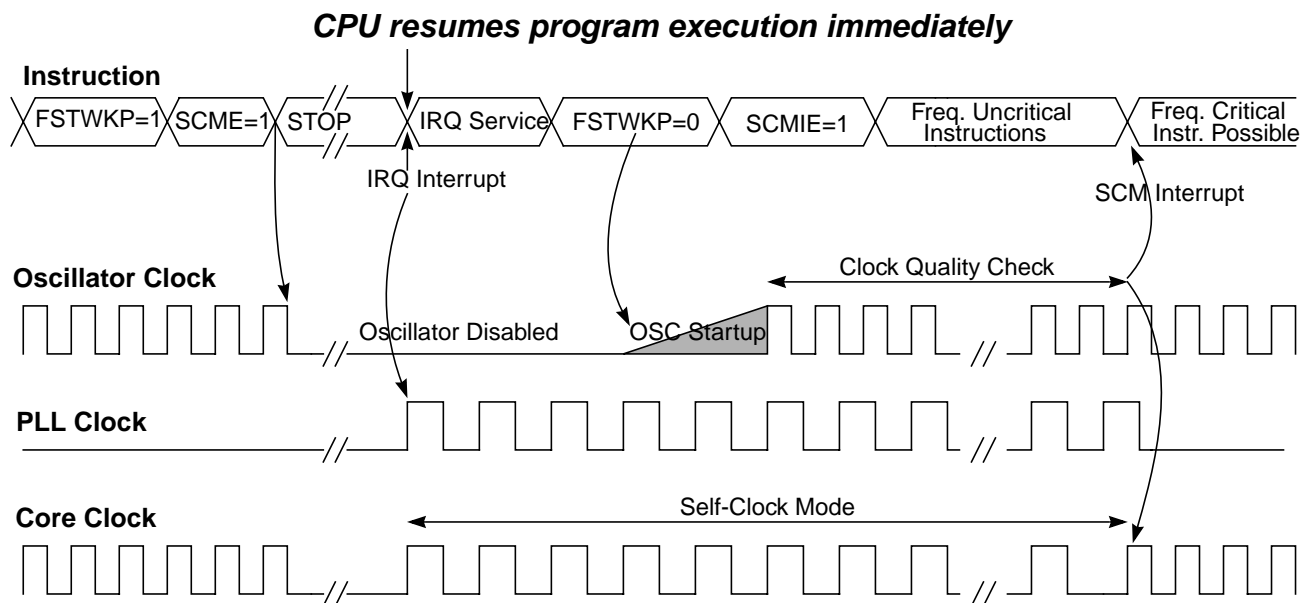 CPU resumes program execution immediately
Instruction
FSTWKP=1 SCME=1 STOP IRQ Service FSTWKP=0 SCMIE=1 Freq. Uncritical Instructions Freq. Critical Instr. Possible
IRQ Interrupt
SCM Interrupt
Clock Quality Check
Oscillator Clock
Oscillator Disabled OSC Startup
PLL Clock
Self-Clock Mode
Core Clock